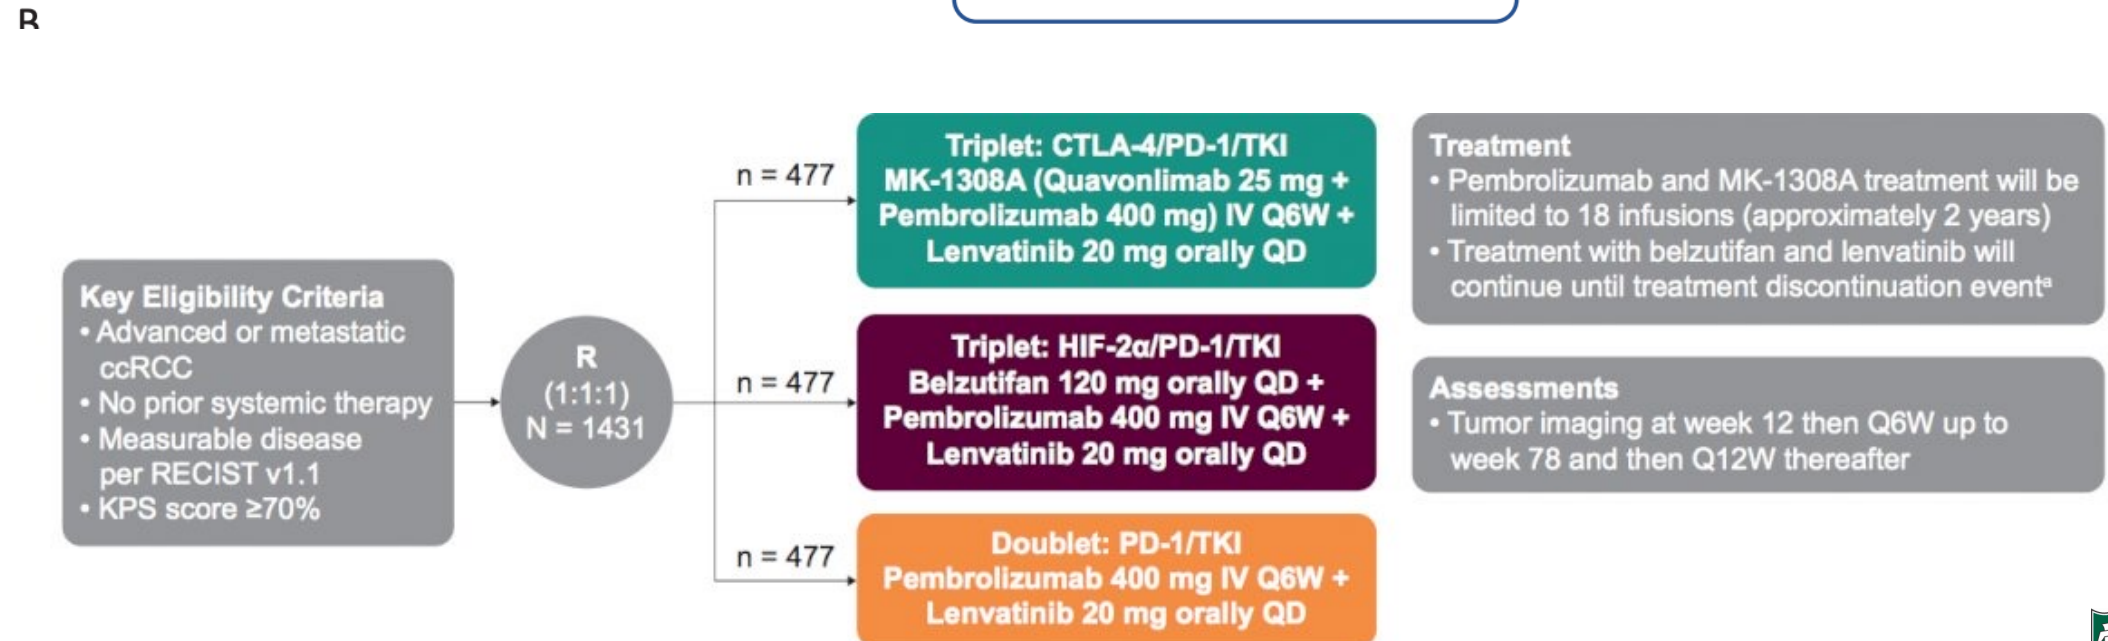 B
Key Eligibility Criteria
• Advanced or metastatic
ccRCC
• No prior systemic therapy
• Measurable disease
per RECIST v1.1
• KPS score ≥70%
R
(1:1:1)
N = 1431
n = 477
Triplet: CTLA-4/PD-1/TKI
MK-1308A (Quavonlimab 25 mg +
Pembrolizumab 400 mg) IV Q6W +
Lenvatinib 20 mg orally QD
n = 477
Triplet: HIF-2α/PD-1/TKI
Belzutifan 120 mg orally QD +
Pembrolizumab 400 mg IV Q6W +
Lenvatinib 20 mg orally QD
n = 477
Doublet: PD-1/TKI
Pembrolizumab 400 mg IV Q6W +
Lenvatinib 20 mg orally QD
Treatment
• Pembrolizumab and MK-1308A treatment will be
limited to 18 infusions (approximately 2 years)
• Treatment with belzutifan and lenvatinib will
continue until treatment discontinuation eventᵃ
Assessments
• Tumor imaging at week 12 then Q6W up to
week 78 and then Q12W thereafter